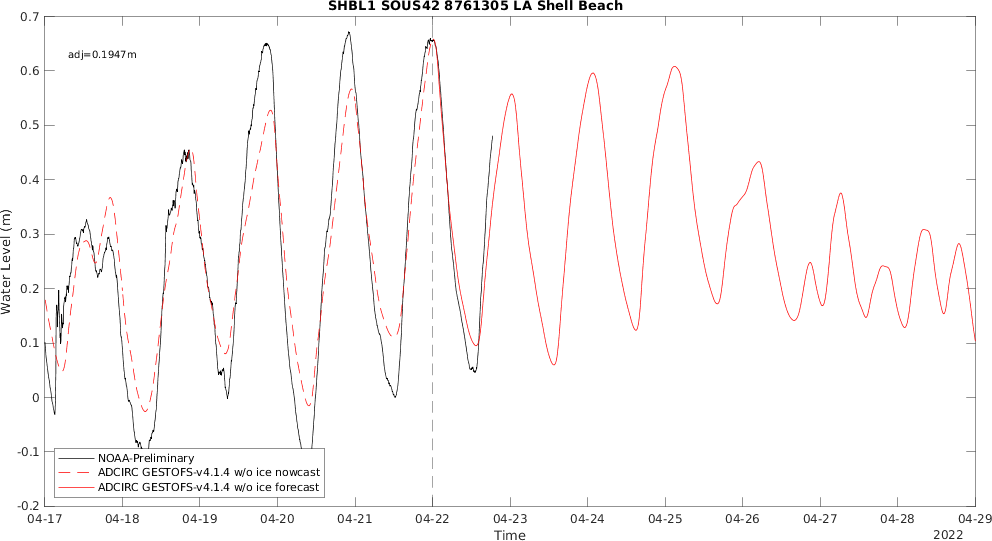 SHBL1 SOUS42 8761305 LA Shell Beach
adj=0.1947m
0.7
0.6
0.5
0.4
0.3
0.2
0.1
0
-0.1
-0.2
Water Level (m)
NOAA-Preliminary
ADCIRC GESTOFS-v4.1.4 w/o ice nowcast
ADCIRC GESTOFS-v4.1.4 w/o ice forecast
04-17 04-18 04-19 04-20 04-21 04-22 04-23 04-24 04-25 04-26 04-27 04-28 04-29
Time
2022